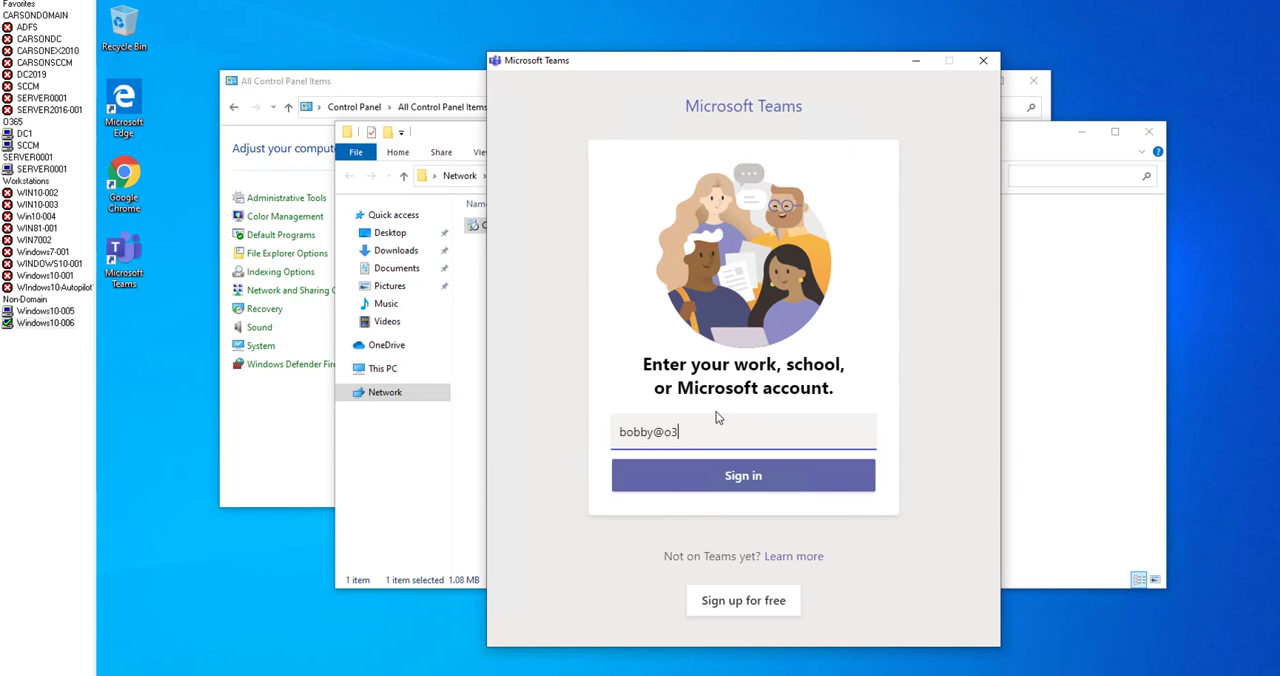 Favorites
CARSONDOMAIN
ADFS
CARSONDC
CARSONEX2010
CARSONSCCM
DC2019
SCCM
SERVER0001
SERVER2016-001
O365
DC1
SCCM
SERVER0001
SERVER0001
Workstations
WIN10-002
WIN10-003
Win10-004
WIN81-001
WIN7002
Windows7-001
WINDOWS10-001
Windows10-001
WIndows10-Autopilot
Non-Domain
Windows10-005
Windows10-006
Recycle Bin
Microsoft
Edge
Google
Chrome
Microsoft
Teams
All Control Panel Items
Control Panel
All Control Panel Items
Adjust your compute
Administrative Tools
Color Management
Default Programs
File Explorer Options
Indexing Options
Network and Sharing C
Recovery
Sound
System
Windows Defender Fire
File Home Share Vie
Network
Name
Quick access
Desktop
Downloads
Documents
Pictures
Music
Videos
OneDrive
This PC
Network
1 item 1 item selected 1.08 MB
Microsoft Teams
Microsoft Teams
Enter your work, school,
or Microsoft account.
bobby@o3
Sign in
Not on Teams yet? Learn more
Sign up for free